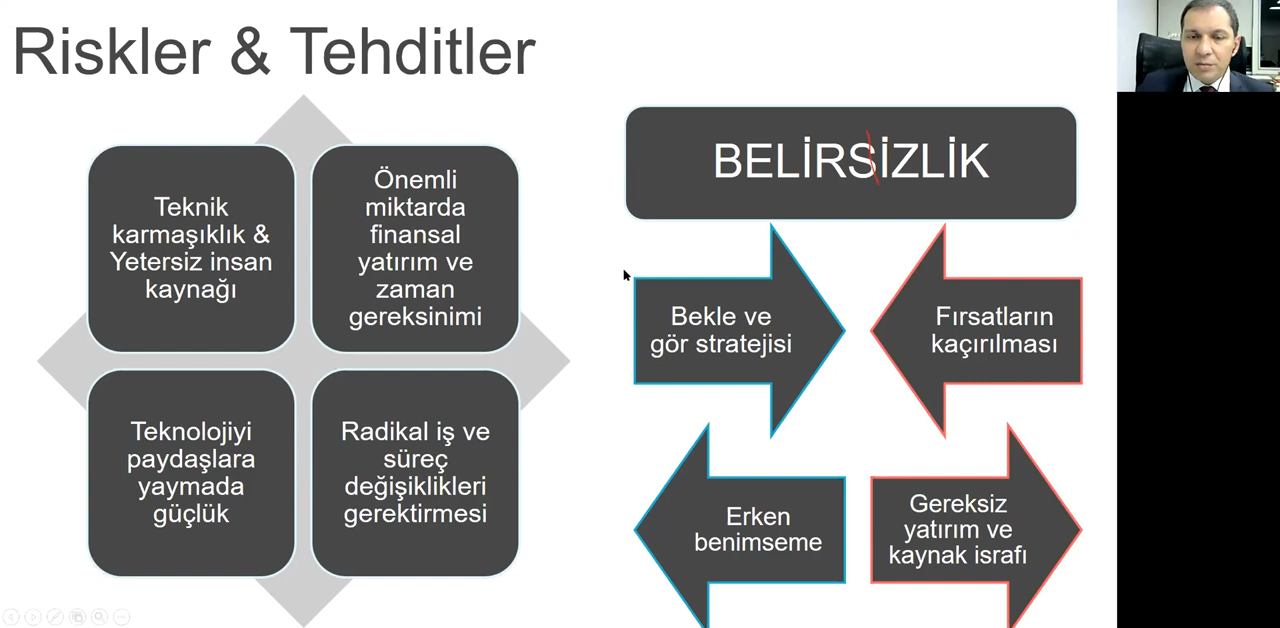 Riskler & Tehditler
Teknik
karmaşıklık &
Yetersiz insan
kaynağı
Önemli
miktarda
finansal
yatırım ve
zaman
gereksinimi
Teknolojiyi
paydaşlara
yaymada
güçlük
Radikal iş ve
süreç
değişiklikleri
gerektirmesi
BELİRSİZLİK
Bekle ve
gör stratejisi
Fırsatların
kaçırılması
Erken
benimseme
Gereksiz
yatırım ve
kaynak israfı